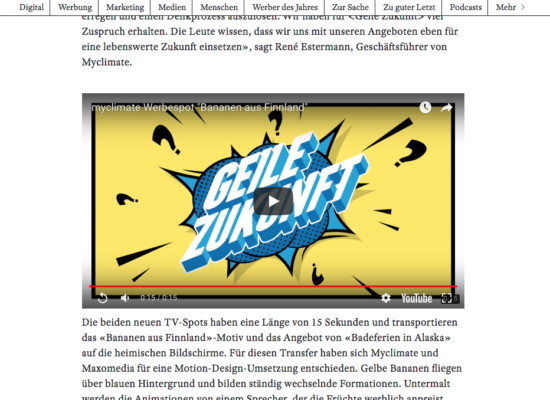 Digital Werbung Marketing Medien Menschen Werber des Jahres Zur Sache Zu guter Letzt Podcasts Mehr
erregen und einen Denkprozess auszulösen. Wir haben für <Geile Zukunft> viel
Zuspruch erhalten. Die Leute wissen, dass wir uns mit unseren Angeboten eben für
eine lebenswerte Zukunft einsetzen», sagt René Estermann, Geschäftsführer von
Myclimate.
myclimate Werbespot "Bananen aus Finnland"
GEILE
ZUKUNFT
0:15 / 0:15 YouTube
Die beiden neuen TV-Spots haben eine Länge von 15 Sekunden und transportieren
das «Bananen aus Finnland»-Motiv und das Angebot von «Badeferien in Alaska»
auf die heimischen Bildschirme. Für diesen Transfer haben sich Myclimate und
Maxomedia für eine Motion-Design-Umsetzung entschieden. Gelbe Bananen fliegen
über blauen Hintergrund und bilden ständig wechselnde Formationen. Untermalt
werden die Animationen von einem Sprecher, der die Früchte werblich anpreist